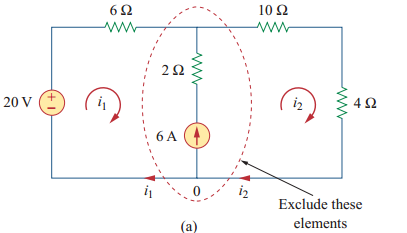 6 Ω
10 Ω
2 Ω
20 V
+
−
i1
i2
4 Ω
6 A
i1
0
i2
Exclude these
elements
(a)